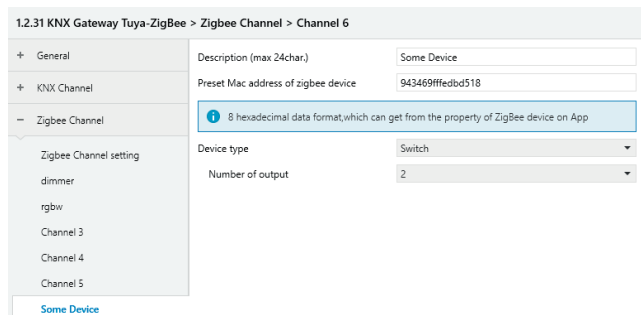 1.2.31 KNX Gateway Tuya-ZigBee > Zigbee Channel > Channel 6
+ General
+ KNX Channel
− Zigbee Channel
Zigbee Channel setting
dimmer
rgbw
Channel 3
Channel 4
Channel 5
Some Device
Description (max 24char.) Some Device
Preset Mac address of zigbee device 943469fffedbd518
8 hexadecimal data format,which can get from the property of ZigBee device on App
Device type Switch
Number of output 2